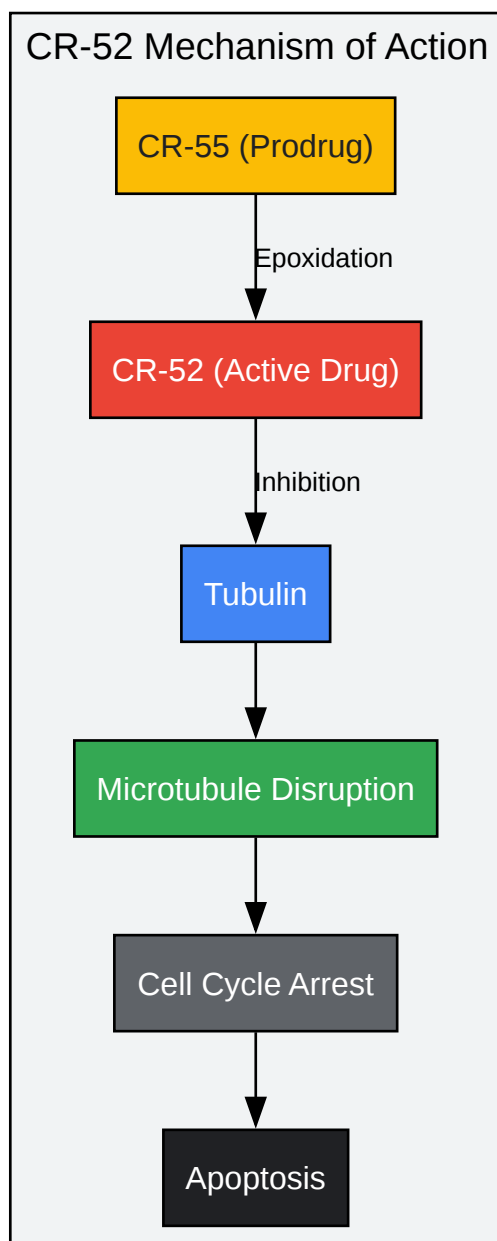 CR-52 Mechanism of Action
CR-55 (Prodrug)
Epoxidation
CR-52 (Active Drug)
Inhibition
Tubulin
Microtubule Disruption
Cell Cycle Arrest
Apoptosis